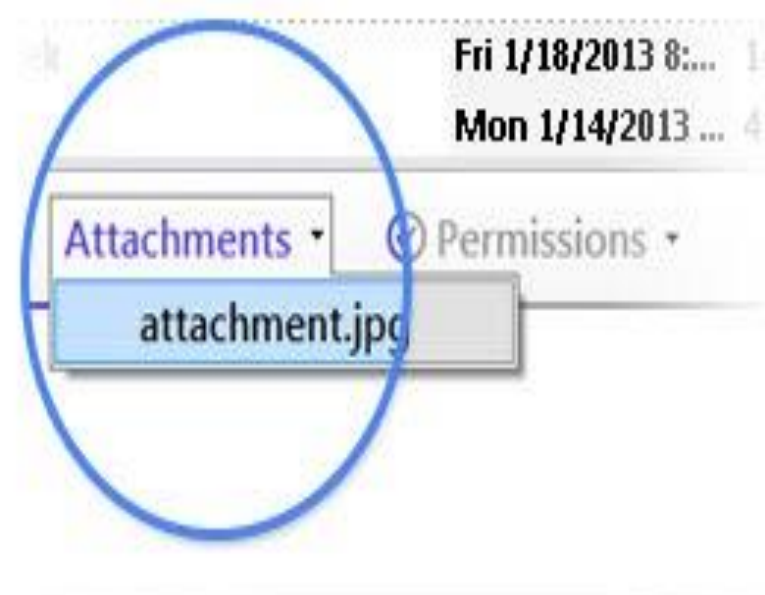 Fri 1/18/2013 8:...
Mon 1/14/2013 ...
Attachments Permissions
attachment.jpg